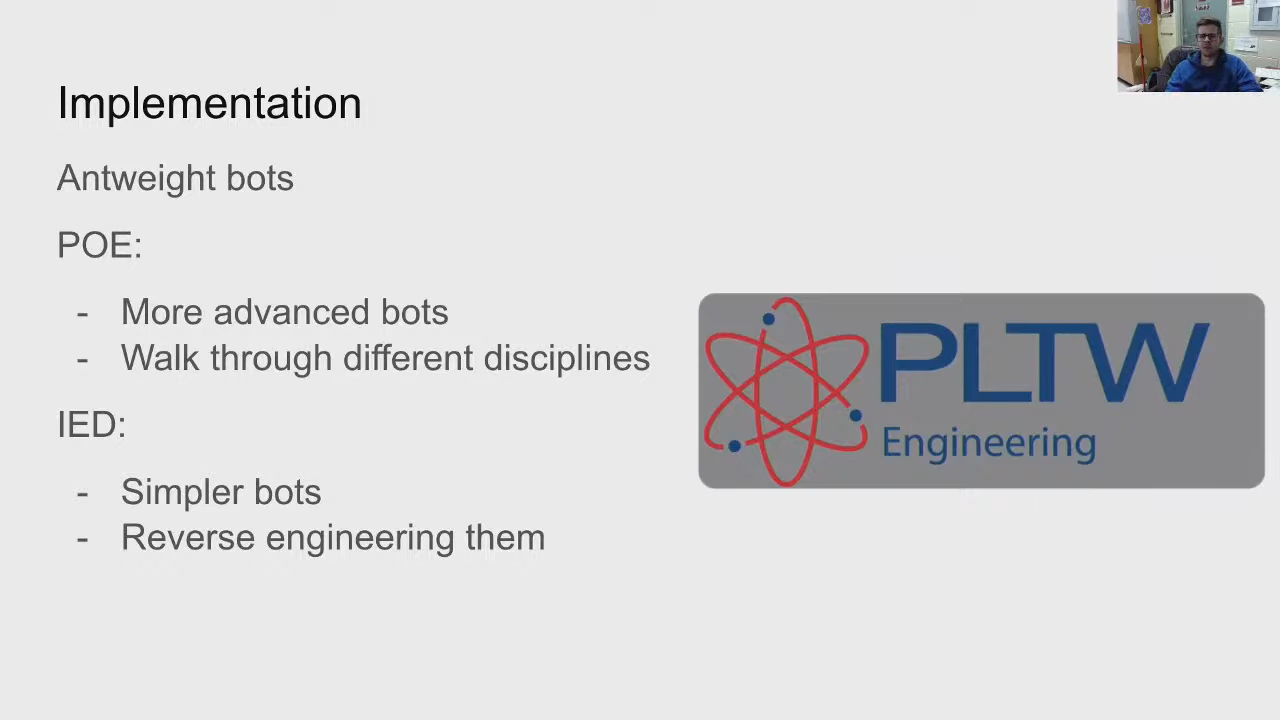 Implementation
Antweight bots
POE:
- More advanced bots
- Walk through different disciplines
IED:
- Simpler bots
- Reverse engineering them
PLTW
Engineering